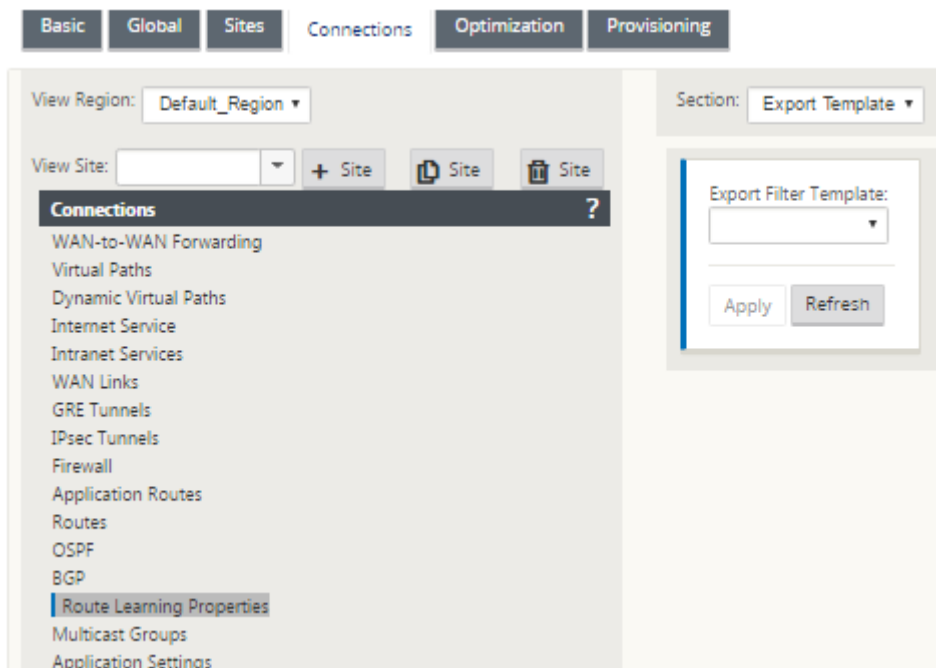 Basic Global Sites Connections Optimization Provisioning
View Region: Default_Region Section: Export Template
View Site: + Site Site Site
Connections ?
Export Filter Template:
WAN-to-WAN Forwarding
Virtual Paths
Dynamic Virtual Paths
Internet Service
Intranet Services
WAN Links
GRE Tunnels
IPsec Tunnels
Firewall
Application Routes
Routes
OSPF
BGP
Route Learning Properties
Multicast Groups
Application Settings
Apply Refresh